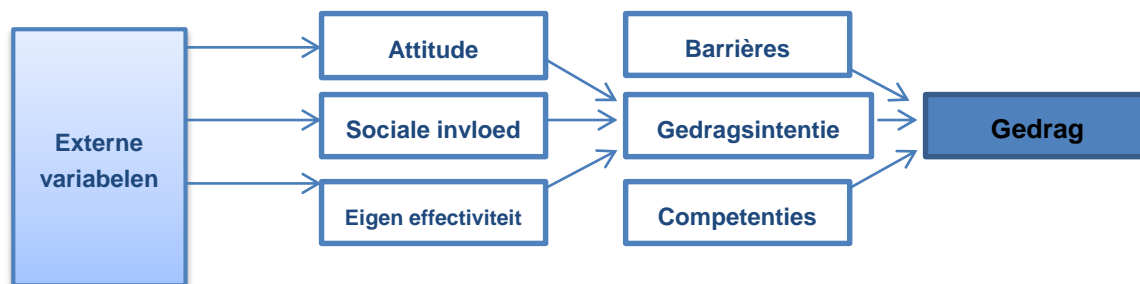 Externe
variabelen
Attitude
Sociale invloed
Eigen effectiviteit
Barrières
Gedragsintentie
Competenties
Gedrag